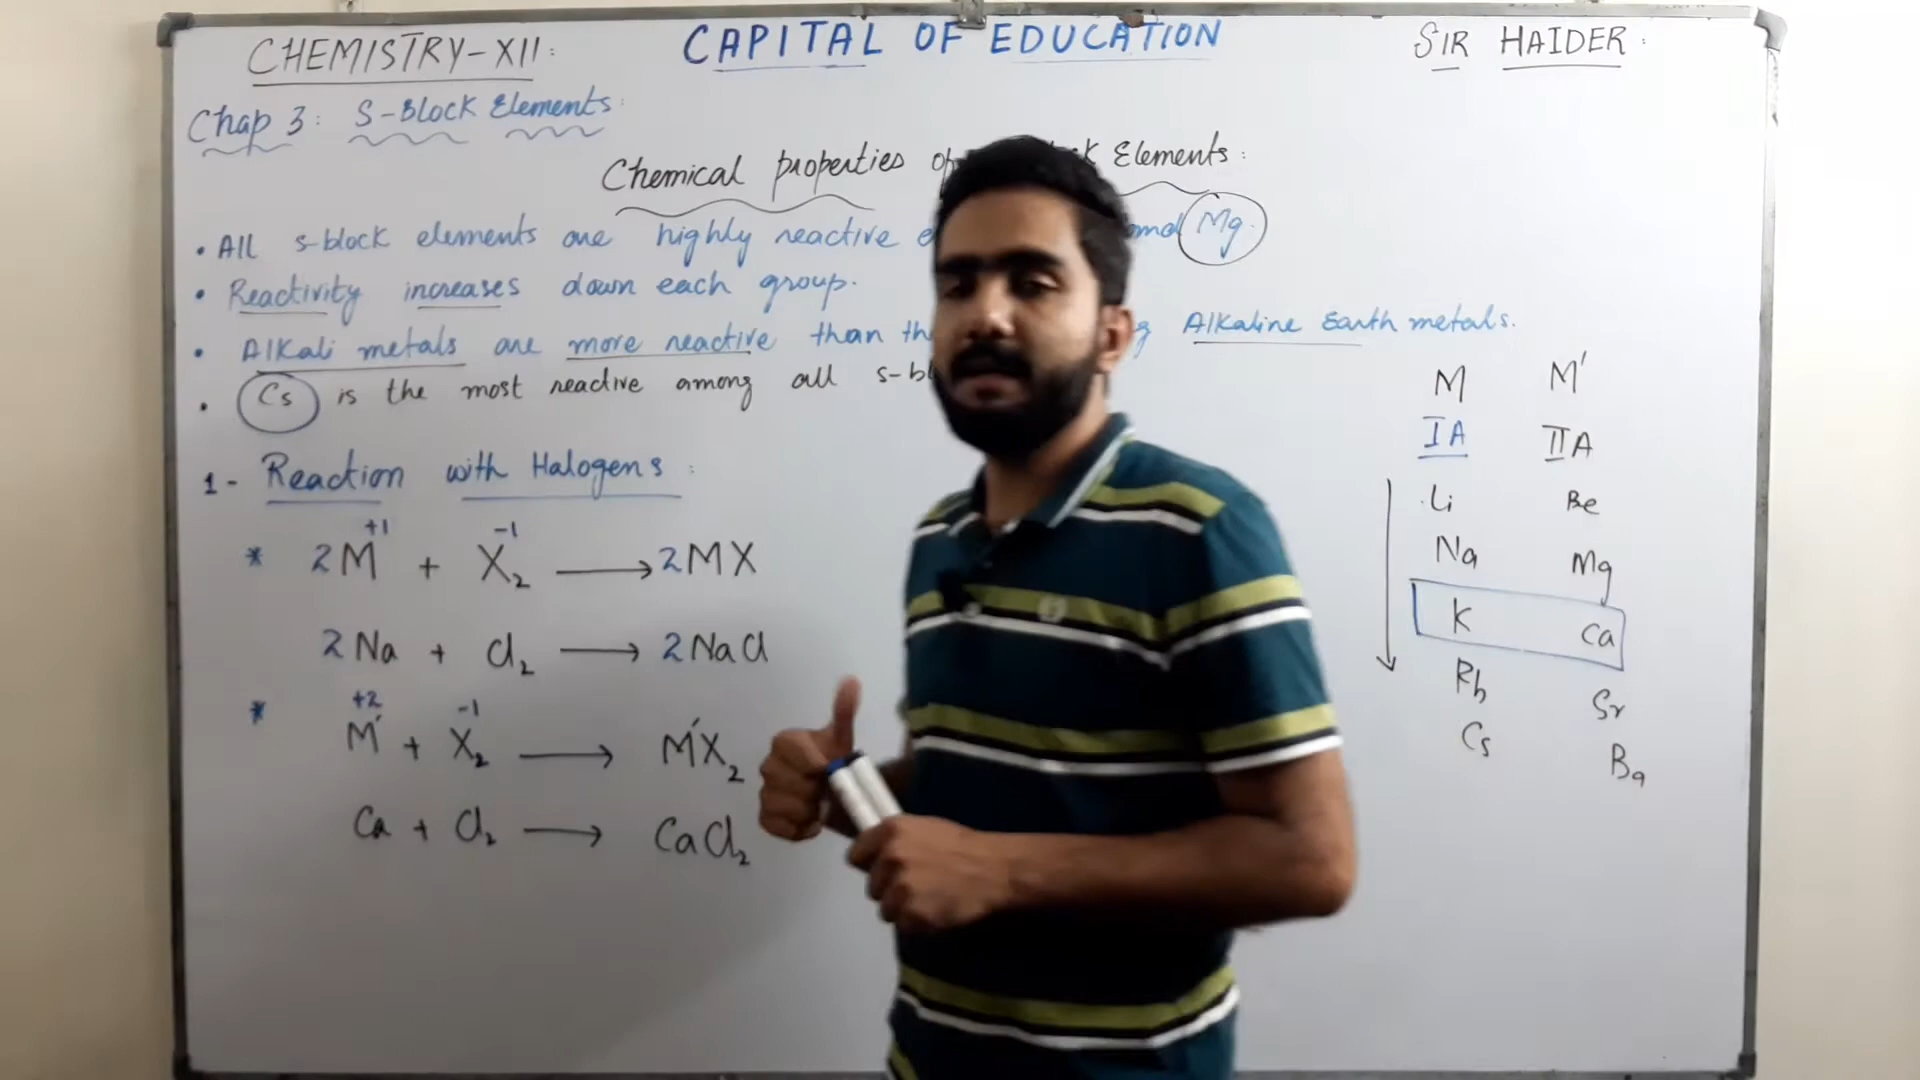 CHEMISTRY-XII:
CAPITAL OF EDUCATION
SIR HAIDER:
Chap 3: S-Block Elements:
Chemical properties of Elements:
• All s-block elements are highly reactive and Mg.
• Reactivity increases down each group.
• Alkali metals are more reactive than Alkaline Earth metals.
• Cs is the most reactive among all
1- Reaction with Halogens:
+1 -1
* 2M + X₂ ⟶ 2MX
2Na + Cl₂ ⟶ 2NaCl
+2 -1
* M' + X₂ ⟶ M'X₂
Ca + Cl₂ ⟶ CaCl₂
M M'
IA IIA
Li Be
Na Mg
K Ca
Rb Sr
Cs Ba